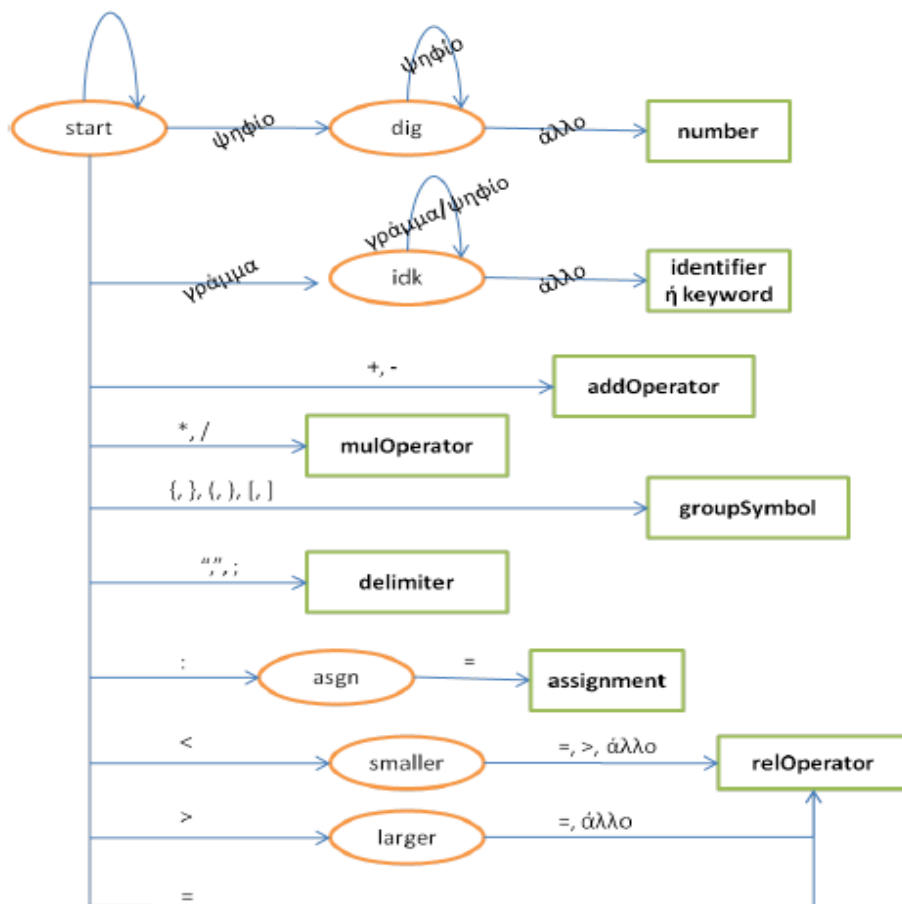 ψηφίο
start
ψηφίο
dig
άλλο
number
γράμμα/ψηφίο
γράμμα
idk
άλλο
identifier
ή keyword
+, -
addOperator
*, /
mulOperator
{, }, (, ), [, ]
groupSymbol
“,”, ;
delimiter
:
asgn
=
assignment
<
smaller
=, >, άλλο
relOperator
>
larger
=, άλλο
=